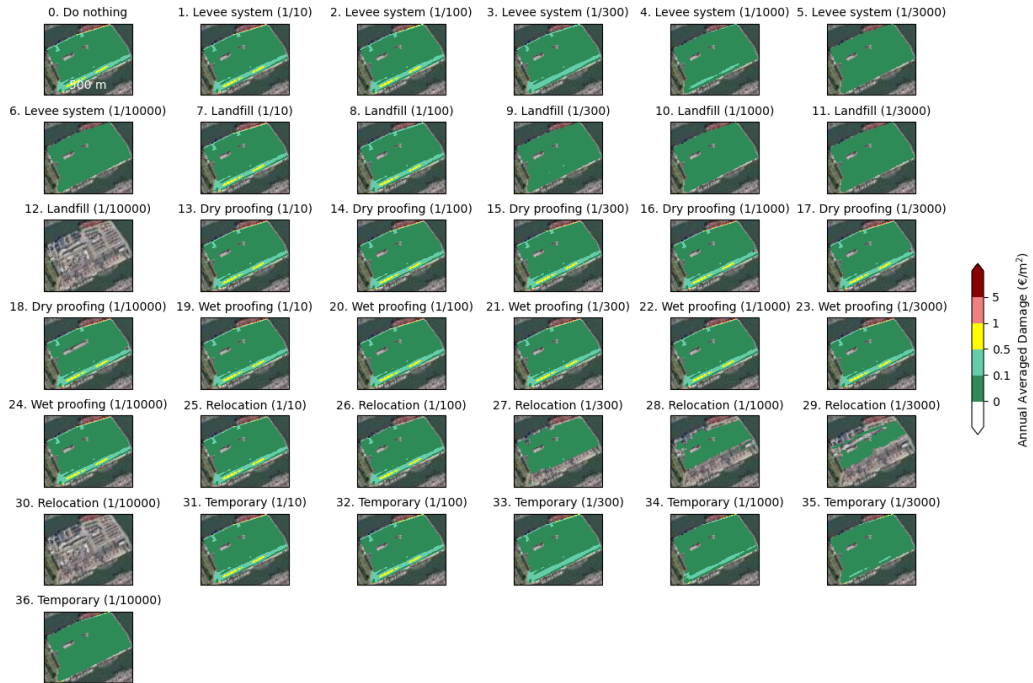 0. Do nothing
1. Levee system (1/10)
2. Levee system (1/100)
3. Levee system (1/300)
4. Levee system (1/1000)
5. Levee system (1/3000)
500 m
6. Levee system (1/10000)
7. Landfill (1/10)
8. Landfill (1/100)
9. Landfill (1/300)
10. Landfill (1/1000)
11. Landfill (1/3000)
12. Landfill (1/10000)
13. Dry proofing (1/10)
14. Dry proofing (1/100)
15. Dry proofing (1/300)
16. Dry proofing (1/1000)
17. Dry proofing (1/3000)
18. Dry proofing (1/10000)
19. Wet proofing (1/10)
20. Wet proofing (1/100)
21. Wet proofing (1/300)
22. Wet proofing (1/1000)
23. Wet proofing (1/3000)
24. Wet proofing (1/10000)
25. Relocation (1/10)
26. Relocation (1/100)
27. Relocation (1/300)
28. Relocation (1/1000)
29. Relocation (1/3000)
30. Relocation (1/10000)
31. Temporary (1/10)
32. Temporary (1/100)
33. Temporary (1/300)
34. Temporary (1/1000)
35. Temporary (1/3000)
36. Temporary (1/10000)
5
1
0.5
0.1
0
Annual Averaged Damage (€/m²)